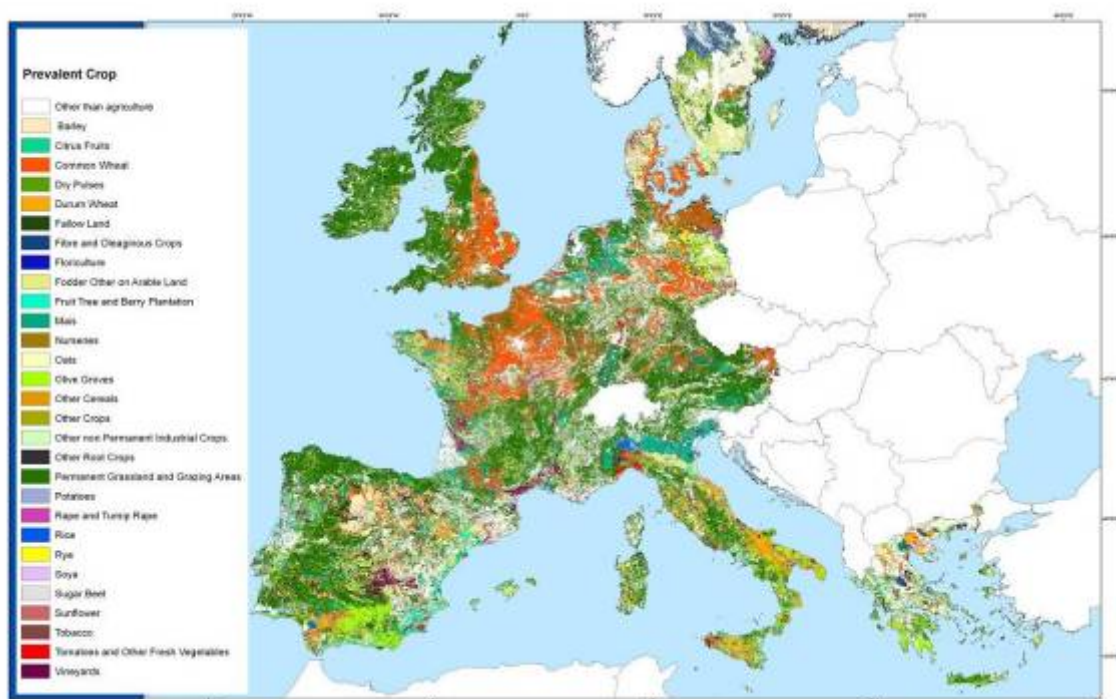 Prevalent Crop
Other than agriculture
Barley
Citrus Fruits
Common Wheat
Dry Pulses
Durum Wheat
Fallow Land
Fibre and Oleaginous Crops
Floriculture
Fodder Other on Arable Land
Fruit Tree and Berry Plantation
Mais
Nurseries
Oats
Olive Groves
Other Cereals
Other Crops
Other non Permanent Industrial Crops
Other Root Crops
Permanent Grassland and Grazing Areas
Potatoes
Rape and Turnip Rape
Rice
Rye
Soya
Sugar Beet
Sunflower
Tobacco
Tomatoes and Other Fresh Vegetables
Vineyards